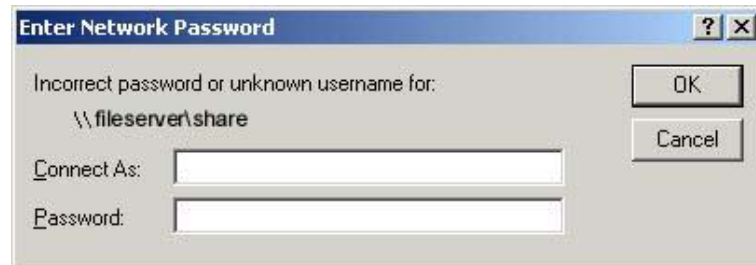 Enter Network Password
? X
Incorrect password or unknown username for:
\\fileserver\share
Connect As:
Password:
OK
Cancel